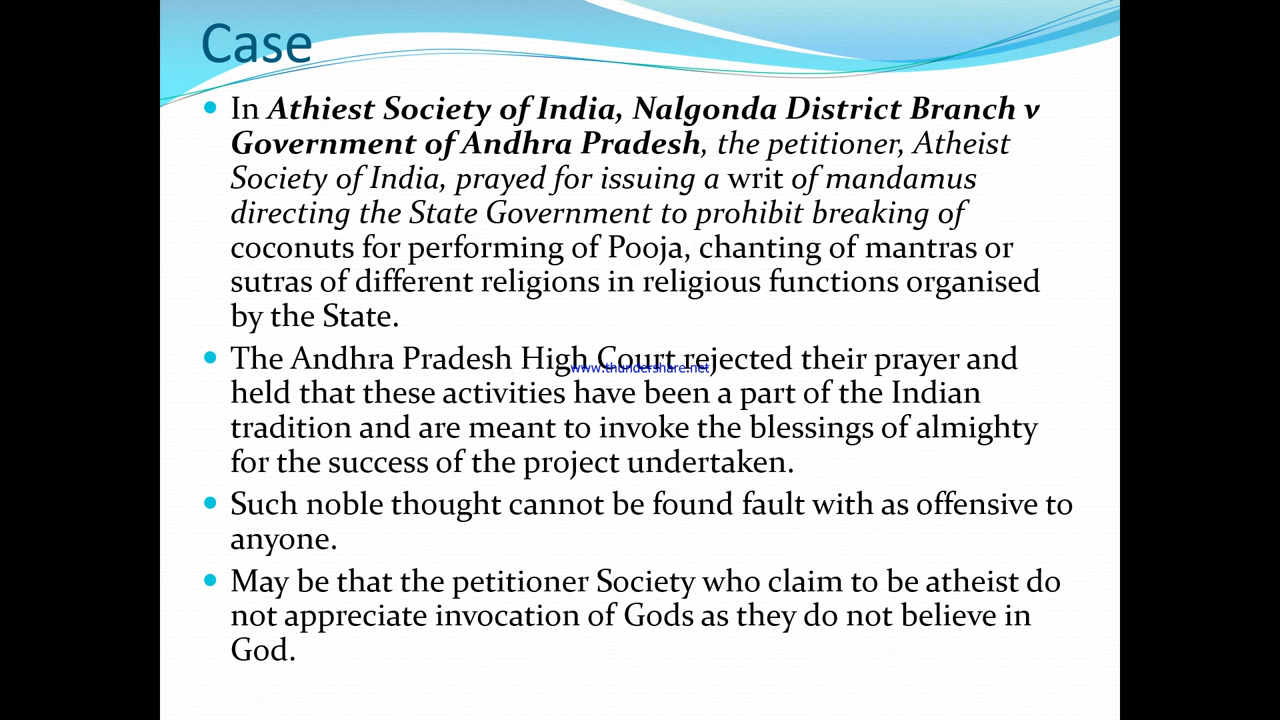 Case
In Athiest Society of India, Nalgonda District Branch v
Government of Andhra Pradesh, the petitioner, Atheist
Society of India, prayed for issuing a writ of mandamus
directing the State Government to prohibit breaking of
coconuts for performing of Pooja, chanting of mantras or
sutras of different religions in religious functions organised
by the State.
The Andhra Pradesh High Court rejected their prayer and
www.thundershare.net
held that these activities have been a part of the Indian
tradition and are meant to invoke the blessings of almighty
for the success of the project undertaken.
Such noble thought cannot be found fault with as offensive to
anyone.
May be that the petitioner Society who claim to be atheist do
not appreciate invocation of Gods as they do not believe in
God.